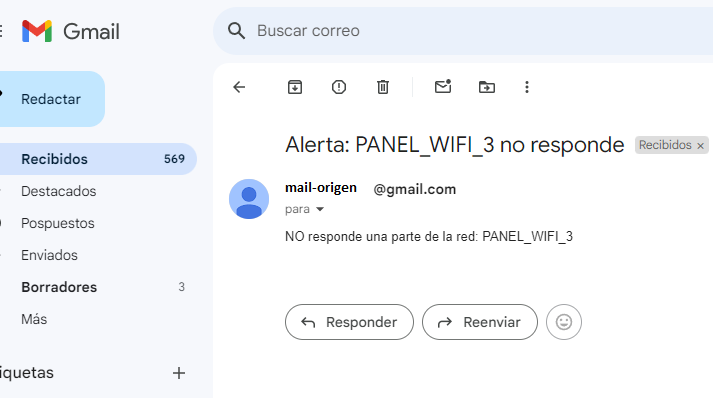 Gmail
Buscar correo
Redactar
Recibidos 569
Destacados
Pospuestos
Enviados
Borradores 3
Más
iquetas +
Alerta: PANEL_WIFI_3 no responde Recibidos ×
mail-origen @gmail.com
para
NO responde una parte de la red: PANEL_WIFI_3
Responder Reenviar